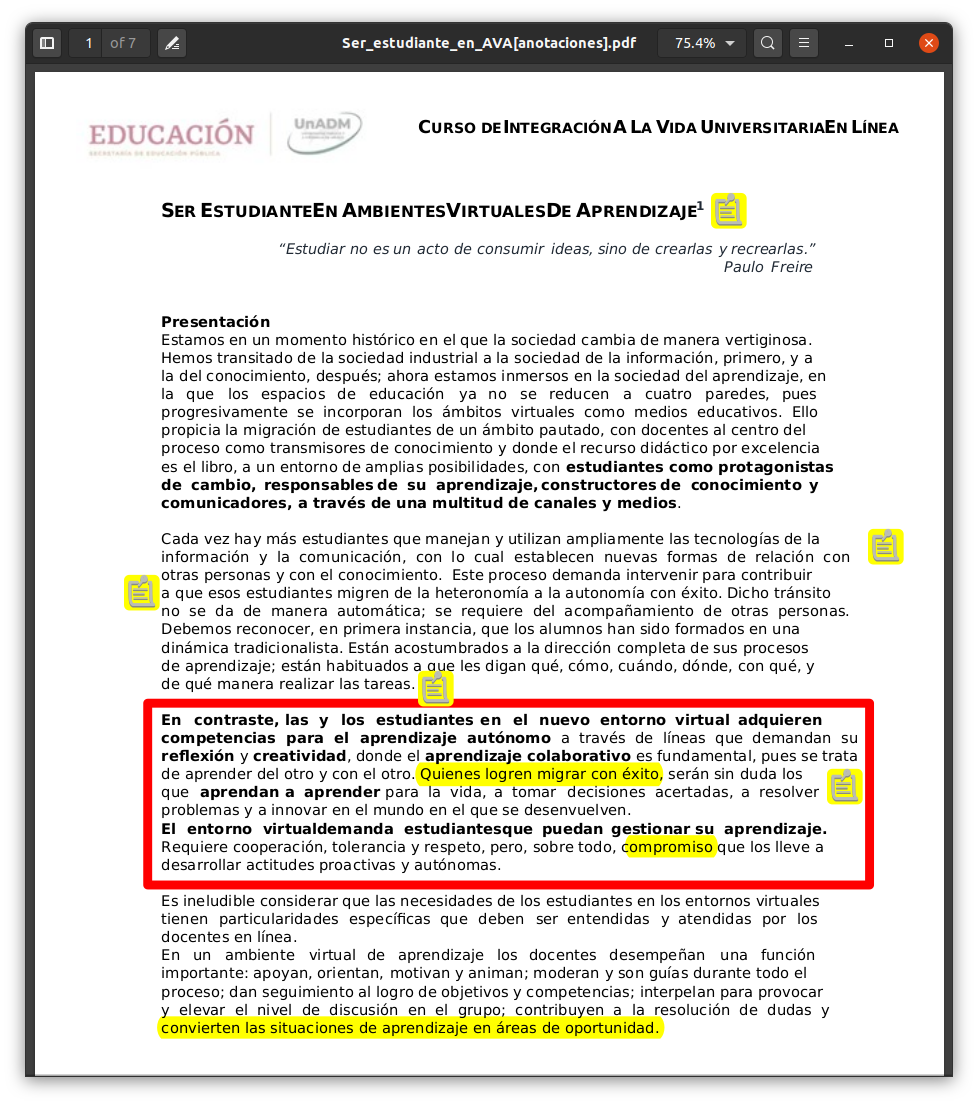 1 of 7 Ser_estudiante_en_AVA[anotaciones].pdf 75.4%
EDUCACIÓN
SECRETARÍA DE EDUCACIÓN PÚBLICA
UnADM
CURSO DE INTEGRACIÓN A LA VIDA UNIVERSITARIA EN LÍNEA
SER ESTUDIANTE EN AMBIENTES VIRTUALES DE APRENDIZAJE¹
“Estudiar no es un acto de consumir ideas, sino de crearlas y recrearlas.”
Paulo Freire
Presentación
Estamos en un momento histórico en el que la sociedad cambia de manera vertiginosa.
Hemos transitado de la sociedad industrial a la sociedad de la información, primero, y a
la del conocimiento, después; ahora estamos inmersos en la sociedad del aprendizaje, en
la que los espacios de educación ya no se reducen a cuatro paredes, pues
progresivamente se incorporan los ámbitos virtuales como medios educativos. Ello
propicia la migración de estudiantes de un ámbito pautado, con docentes al centro del
proceso como transmisores de conocimiento y donde el recurso didáctico por excelencia
es el libro, a un entorno de amplias posibilidades, con estudiantes como protagonistas
de cambio, responsables de su aprendizaje, constructores de conocimiento y
comunicadores, a través de una multitud de canales y medios.
Cada vez hay más estudiantes que manejan y utilizan ampliamente las tecnologías de la
información y la comunicación, con lo cual establecen nuevas formas de relación con
otras personas y con el conocimiento. Este proceso demanda intervenir para contribuir
a que esos estudiantes migren de la heteronomía a la autonomía con éxito. Dicho tránsito
no se da de manera automática; se requiere del acompañamiento de otras personas.
Debemos reconocer, en primera instancia, que los alumnos han sido formados en una
dinámica tradicionalista. Están acostumbrados a la dirección completa de sus procesos
de aprendizaje; están habituados a que les digan qué, cómo, cuándo, dónde, con qué, y
de qué manera realizar las tareas.
En contraste, las y los estudiantes en el nuevo entorno virtual adquieren
competencias para el aprendizaje autónomo a través de líneas que demandan su
reflexión y creatividad, donde el aprendizaje colaborativo es fundamental, pues se trata
de aprender del otro y con el otro. Quienes logren migrar con éxito, serán sin duda los
que aprendan a aprender para la vida, a tomar decisiones acertadas, a resolver
problemas y a innovar en el mundo en el que se desenvuelven.
El entorno virtualdemanda estudiantesque puedan gestionar su aprendizaje.
Requiere cooperación, tolerancia y respeto, pero, sobre todo, compromiso que los lleve a
desarrollar actitudes proactivas y autónomas.
Es ineludible considerar que las necesidades de los estudiantes en los entornos virtuales
tienen particularidades específicas que deben ser entendidas y atendidas por los
docentes en línea.
En un ambiente virtual de aprendizaje los docentes desempeñan una función
importante: apoyan, orientan, motivan y animan; moderan y son guías durante todo el
proceso; dan seguimiento al logro de objetivos y competencias; interpelan para provocar
y elevar el nivel de discusión en el grupo; contribuyen a la resolución de dudas y
convierten las situaciones de aprendizaje en áreas de oportunidad.